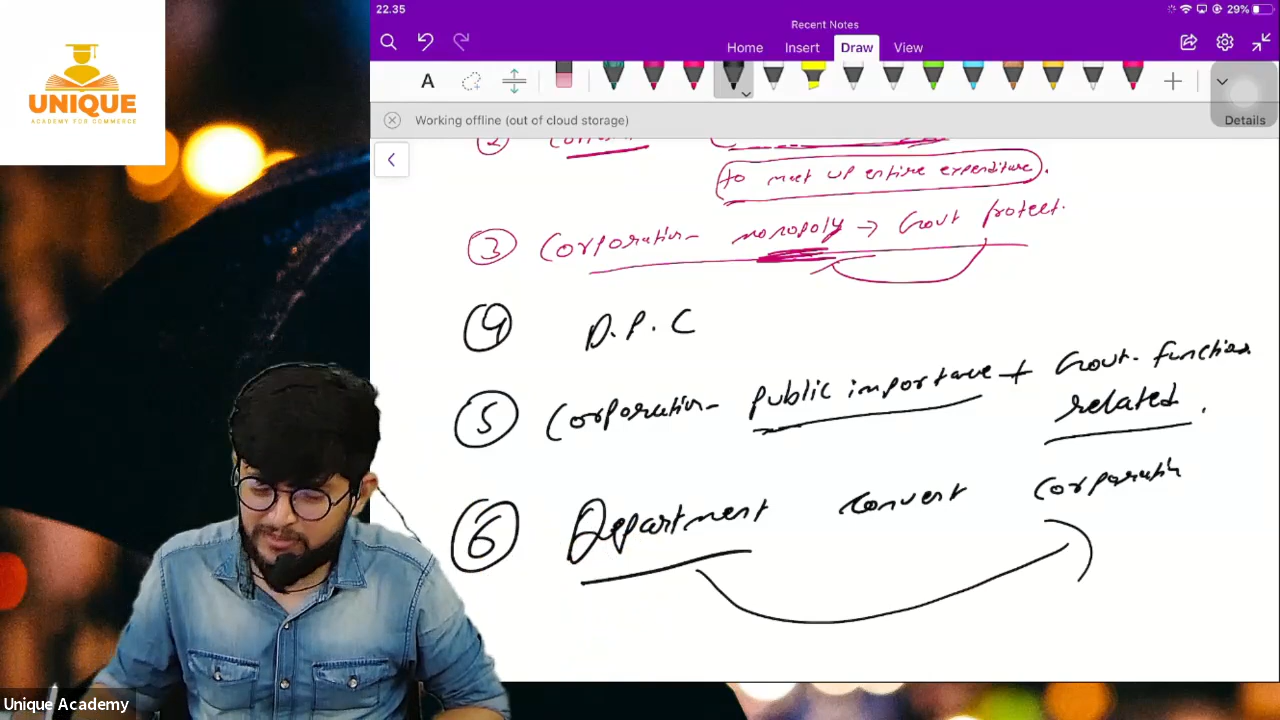 22.35
29%
Recent Notes
Home Insert Draw View
A
Working offline (out of cloud storage)
Details
UNIQUE
ACADEMY FOR COMMERCE
②
to meet up entire expenditure.
③ Corporation monopoly → Govt protect.
④ D.P.C
⑤ Corporation public importance + Govt. function
related.
⑥ Department convert corporation
Unique Academy